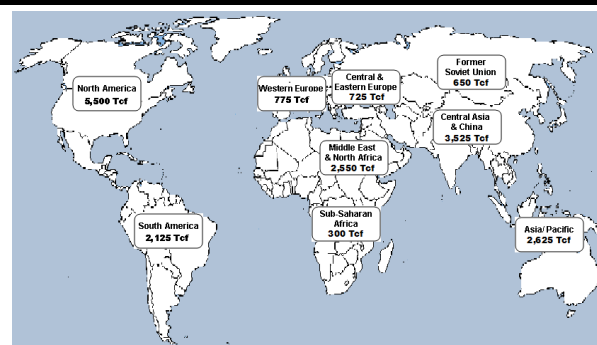 North America
5,500 Tcf
Western Europe
775 Tcf
Central &
Eastern Europe
725 Tcf
Former
Soviet Union
650 Tcf
Central Asia
& China
3,525 Tcf
Middle East
& North Africa
2,550 Tcf
South America
2,125 Tcf
Sub-Saharan
Africa
300 Tcf
Asia/Pacific
2,625 Tcf